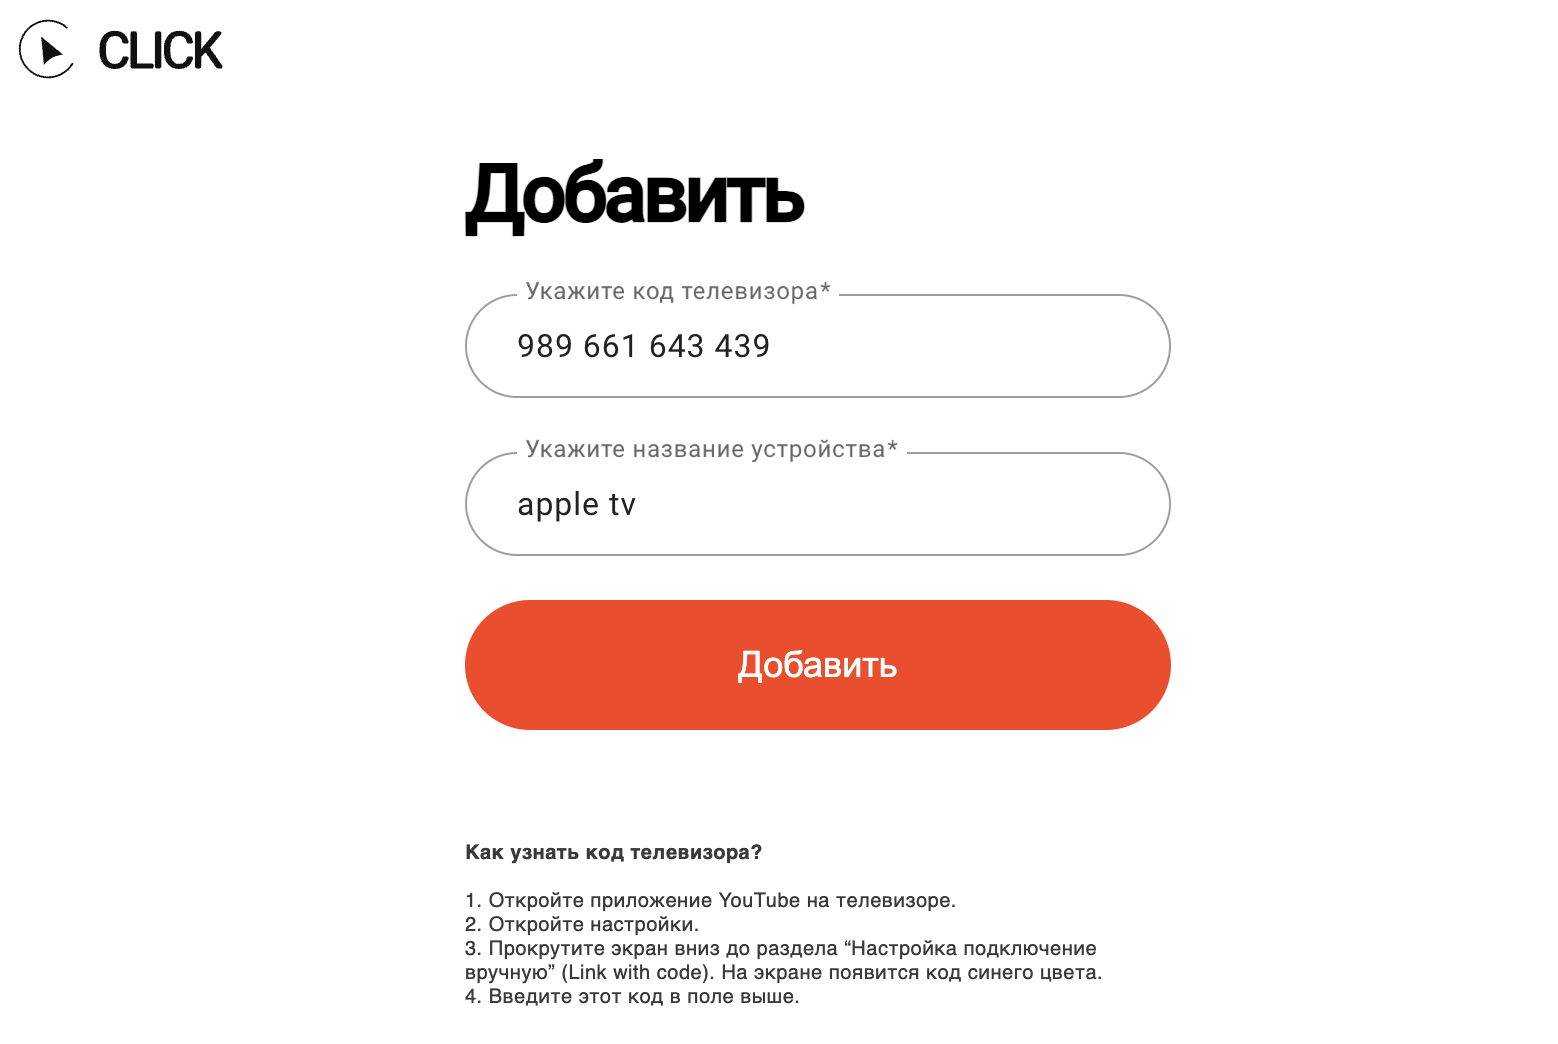 CLICK
Добавить
Укажите код телевизора*
989 661 643 439
Укажите название устройства*
apple tv
Добавить
Как узнать код телевизора?
1. Откройте приложение YouTube на телевизоре.
2. Откройте настройки.
3. Прокрутите экран вниз до раздела “Настройка подключение
вручную” (Link with code). На экране появится код синего цвета.
4. Введите этот код в поле выше.